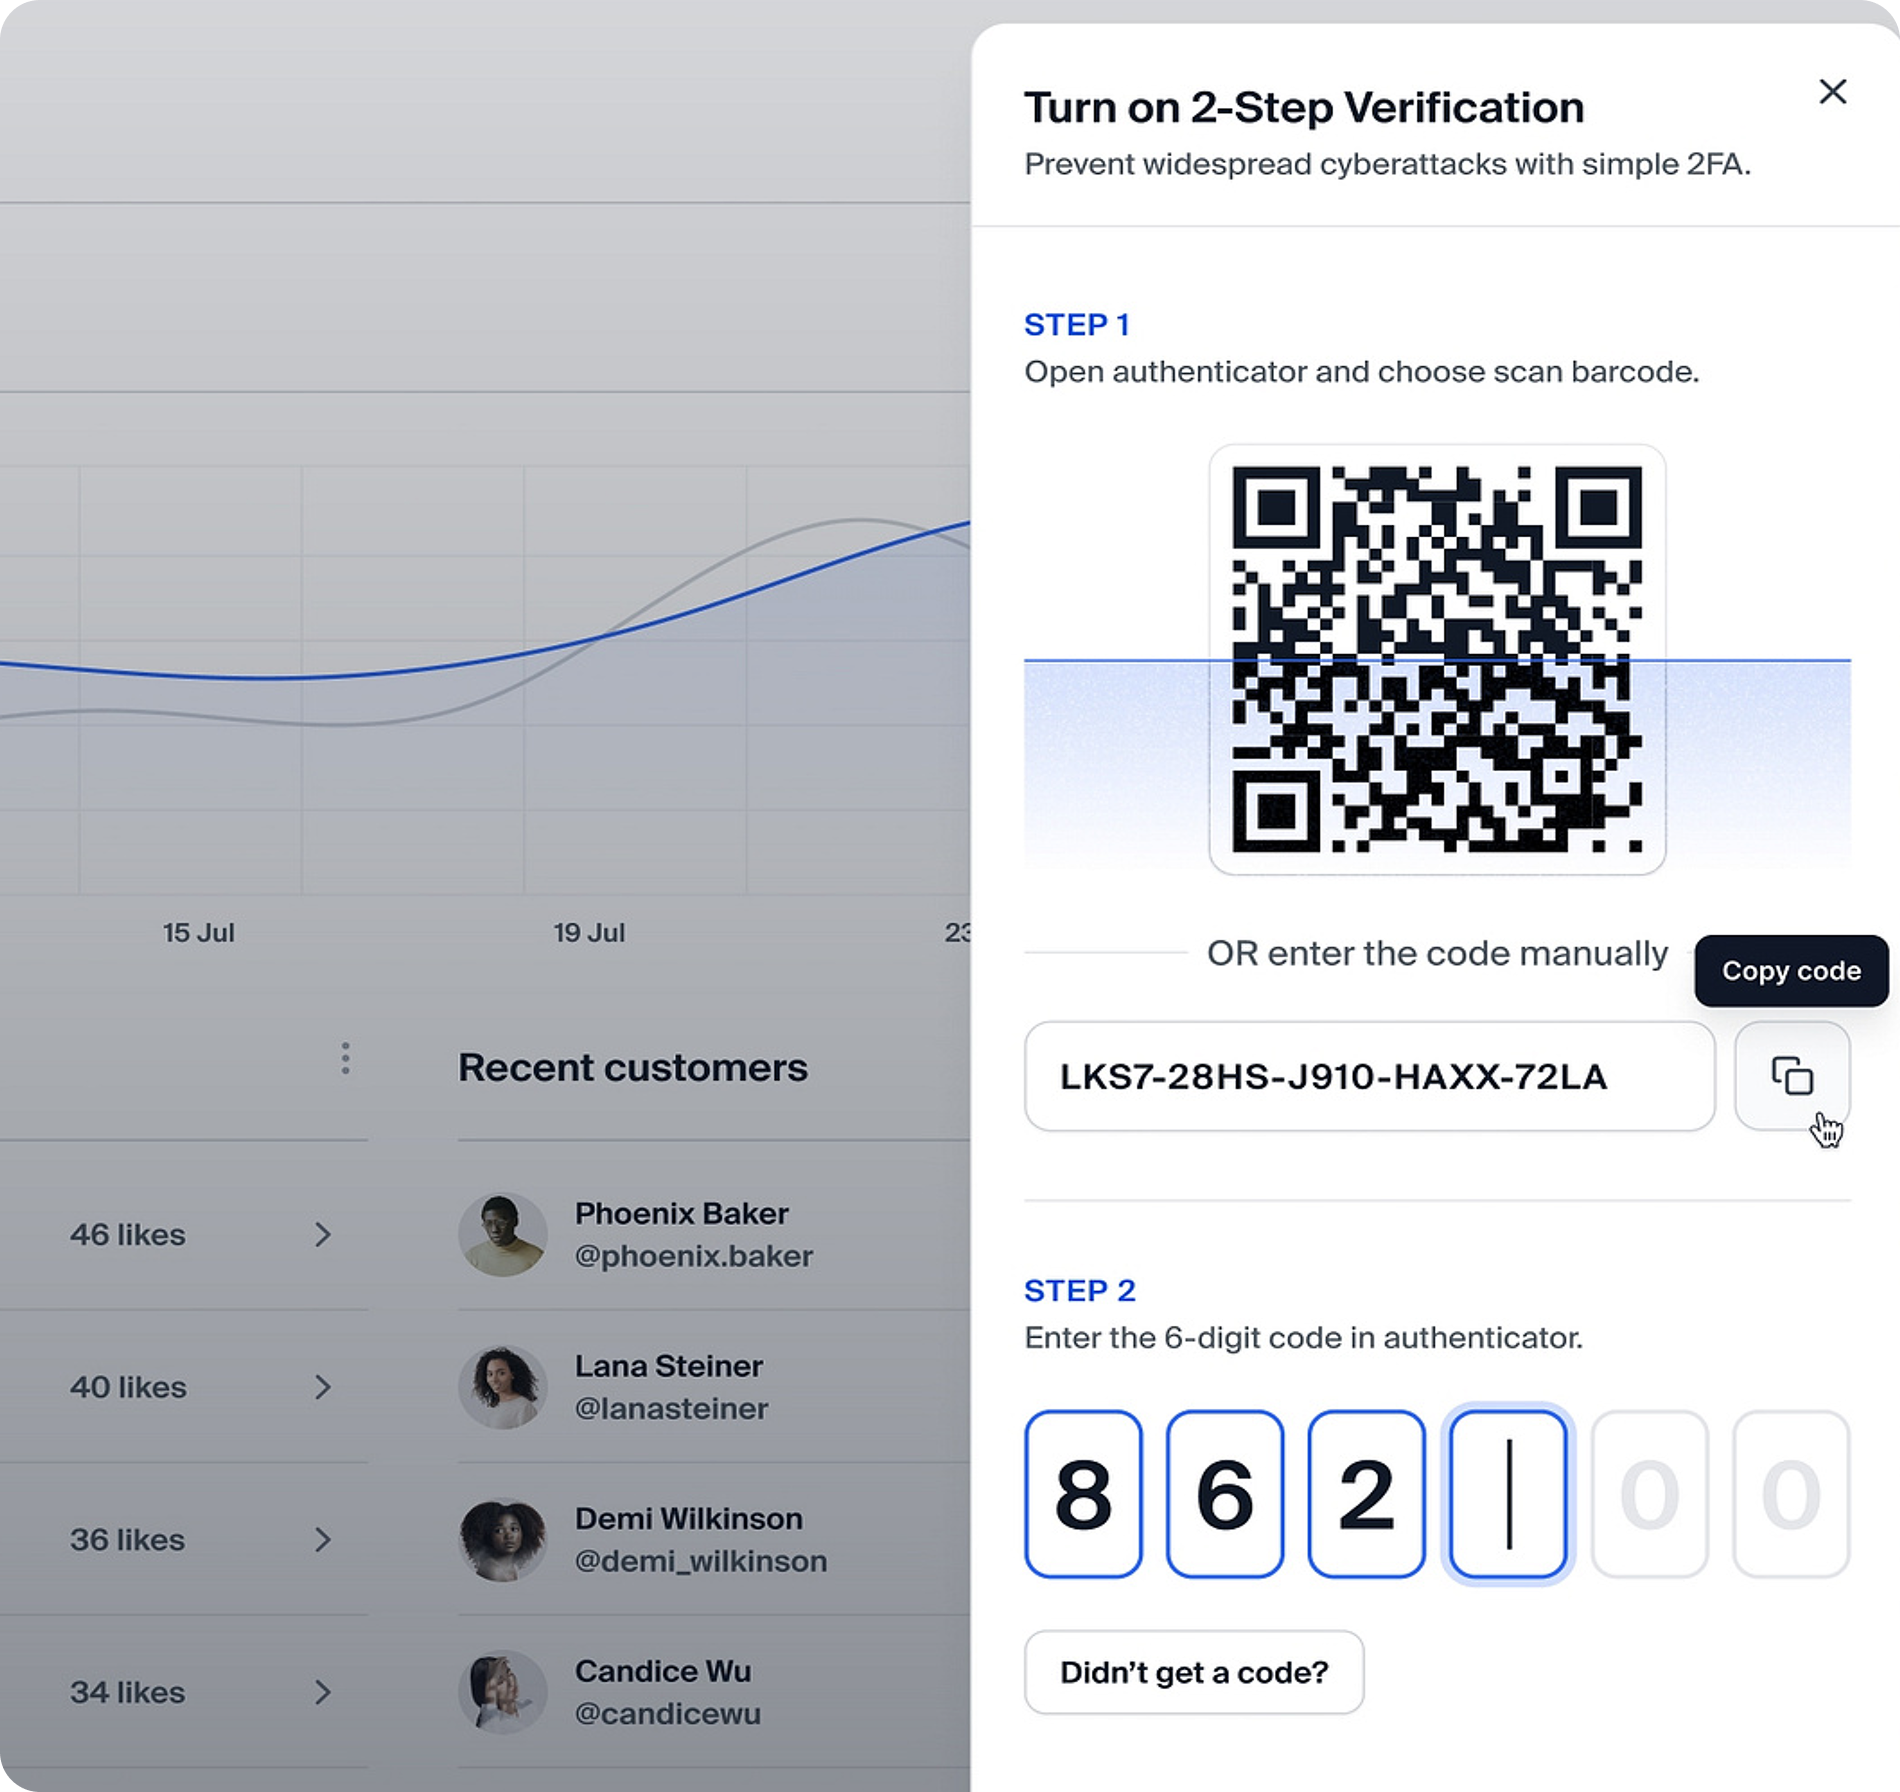 Turn on 2-Step Verification
Prevent widespread cyberattacks with simple 2FA.
STEP 1
Open authenticator and choose scan barcode.
OR enter the code manually
Copy code
LKS7-28HS-J910-HAXX-72LA
STEP 2
Enter the 6-digit code in authenticator.
8 6 2 0 0
Didn’t get a code?
15 Jul
19 Jul
23
Recent customers
46 likes
Phoenix Baker
@phoenix.baker
40 likes
Lana Steiner
@lanasteiner
36 likes
Demi Wilkinson
@demi_wilkinson
34 likes
Candice Wu
@candicewu